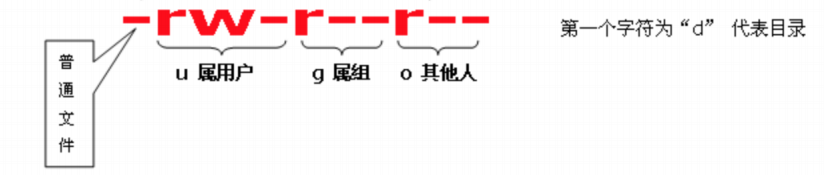 -rw-r--r--
第一个字符为“d” 代表目录
普
通
文
件
u 属用户
g 属组
o 其他人